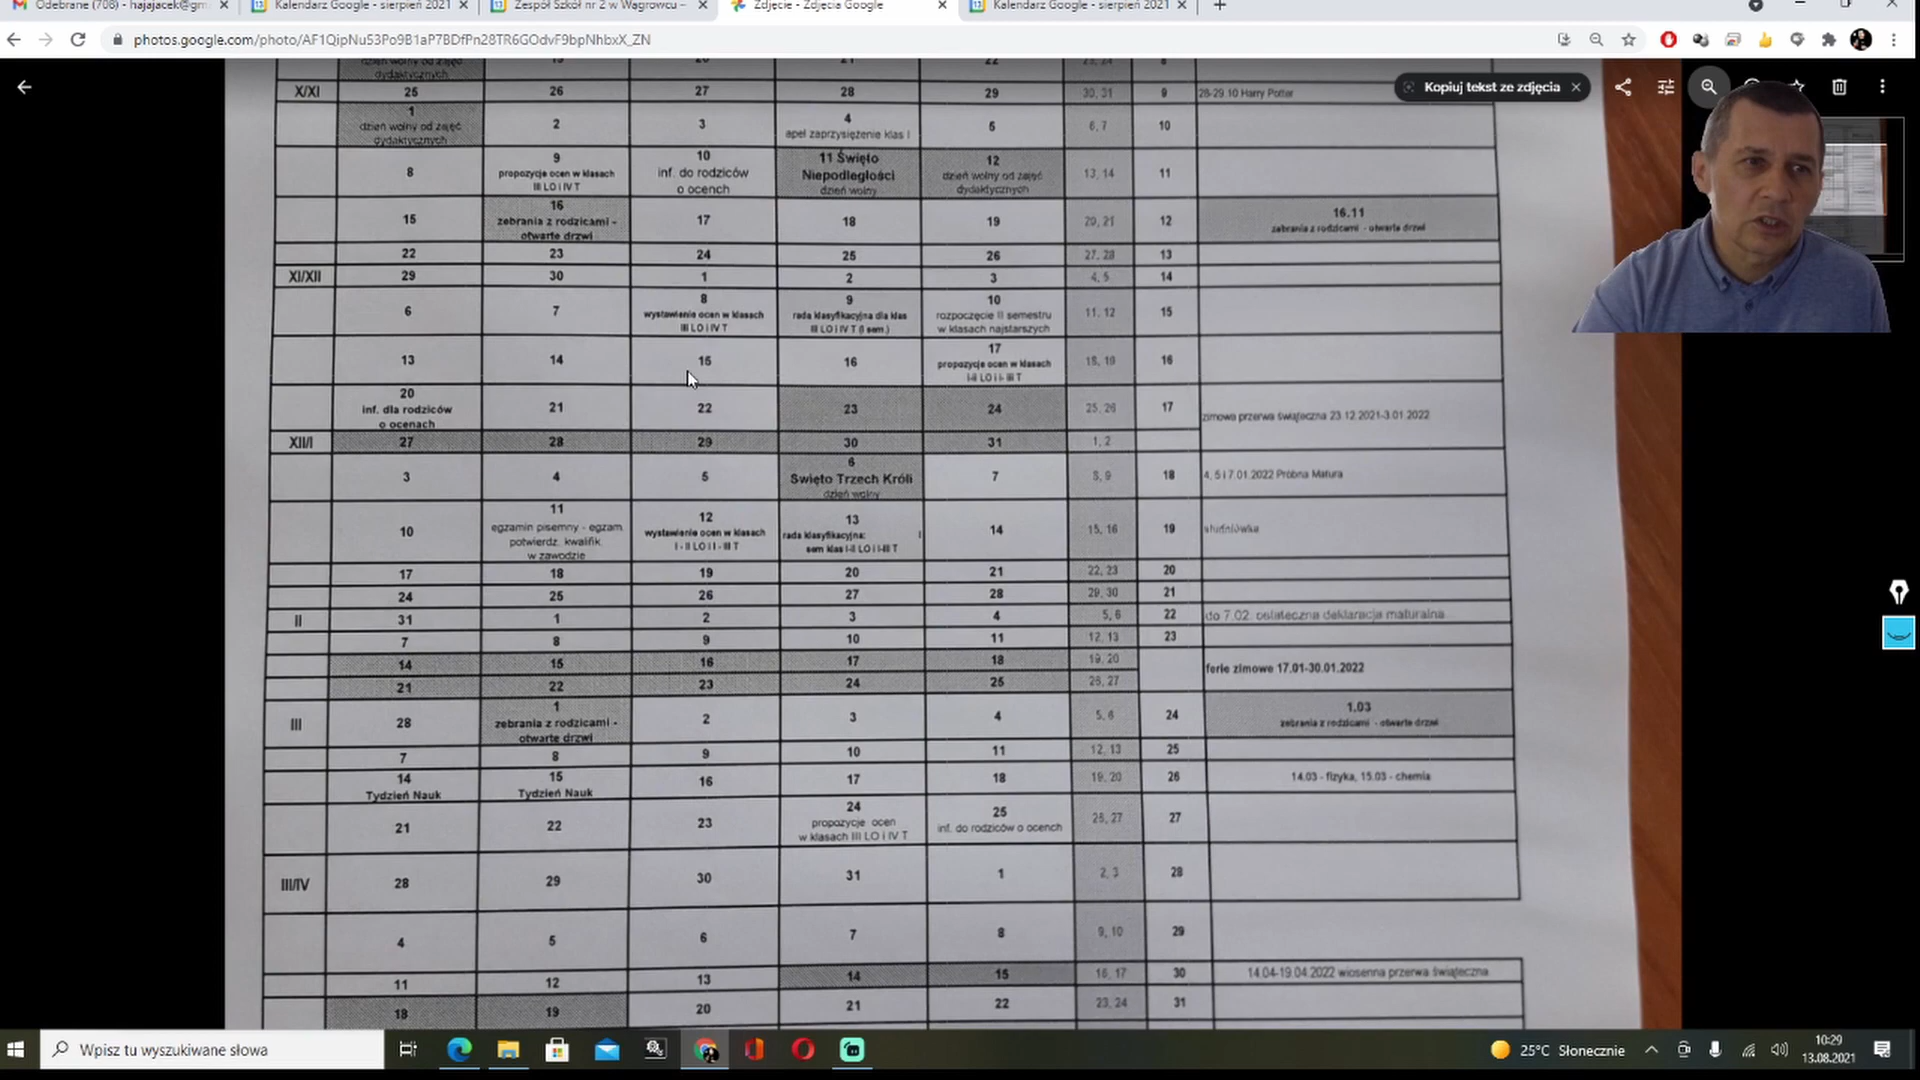 Odebrane (708) - hajajacek@gm
Kalendarz Google - sierpień 2021
Zespół Szkół nr 2 w Wągrowcu –
Zdjęcie - Zdjęcia Google
Kalendarz Google - sierpień 2021
photos.google.com/photo/AF1QipNu53Po9B1aP7BDfPn28TR6GOdvF9bpNhbxX_ZN
Kopiuj tekst ze zdjęcia
dydaktycznych
X/XI 25 26 27 28 29 30, 31 9 28-29.10 Harry Potter
1 2 3 4 5 6, 7 10
dzień wolny od zajęć
dydaktycznych
apel zaprzysiężenie klas I
8 9 10 11 Święto 12 13, 14 11
propozycje ocen w klasach
III LO i IV T
inf. do rodziców
o ocench
Niepodległości
dzień wolny
dzień wolny od zajęć
dydaktycznych
15 16 17 18 19 20, 21 12 16.11
zebrania z rodzicami -
otwarte drzwi
zebrania z rodzicami - otwarte drzwi
22 23 24 25 26 27, 28 13
XI/XII 29 30 1 2 3 4, 5 14
6 7 8 9 10 11, 12 15
wystawienie ocen w klasach
III LO i IV T
rada klasyfikacyjna dla klas
III LO i IV T (I sem.)
rozpoczęcie II semestru
w klasach najstarszych
13 14 15 16 17 18, 19 16
propozycje ocen w klasach
I-II LO i I- III T
20 21 22 23 24 25, 26 17 zimowa przerwa świąteczna 23.12.2021-3.01.2022
inf. dla rodziców
o ocenach
XII/I 27 28 29 30 31 1, 2
3 4 5 6 7 8, 9 18 4, 5 i 7.01.2022 Próbna Matura
Święto Trzech Króli
dzień wolny
10 11 12 13 14 15, 16 19 studniówka
egzamin pisemny - egzam.
potwierdz. kwalifik.
w zawodzie
wystawienie ocen w klasach
I - II LO i I - III T
rada klasyfikacyjna: I
sem klas I-II LO i I-III T
17 18 19 20 21 22, 23 20
24 25 26 27 28 29, 30 21
II 31 1 2 3 4 5, 6 22 do 7.02. ostateczna deklaracja maturalna
7 8 9 10 11 12, 13 23
14 15 16 17 18 19, 20 ferie zimowe 17.01-30.01.2022
21 22 23 24 25 26, 27
III 28 1 2 3 4 5, 6 24 1.03
zebrania z rodzicami -
otwarte drzwi
zebrania z rodzicami - otwarte drzwi
7 8 9 10 11 12, 13 25
14 15 16 17 18 19, 20 26 14.03 - fizyka, 15.03 - chemia
Tydzień Nauk
Tydzień Nauk
21 22 23 24 25 26, 27 27
propozycje ocen
w klasach III LO i IV T
inf. do rodziców o ocench
III/IV 28 29 30 31 1 2, 3 28
4 5 6 7 8 9, 10 29
11 12 13 14 15 16, 17 30 14.04-19.04.2022 wiosenna przerwa świąteczna
18 19 20 21 22 23, 24 31
Wpisz tu wyszukiwane słowa
25°C Słonecznie
10:29
13.08.2021